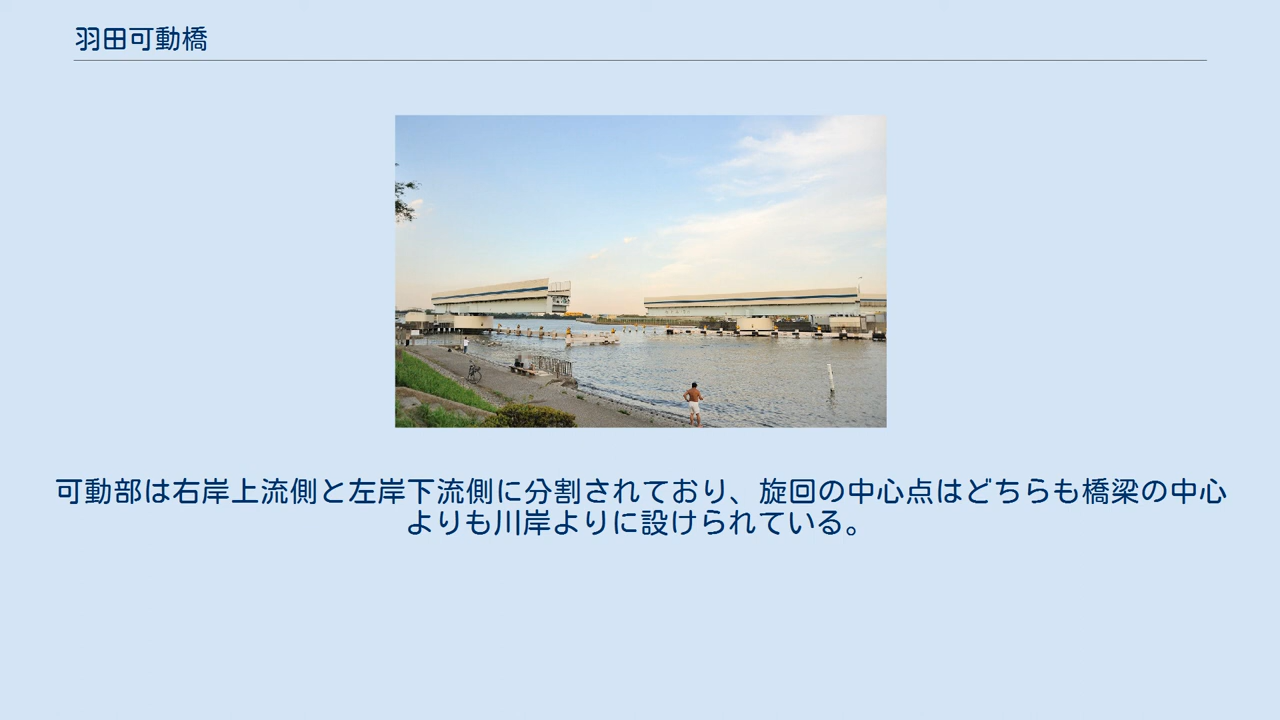 羽田可動橋
可動部は右岸上流側と左岸下流側に分割されており、旋回の中心点はどちらも橋梁の中心
よりも川岸よりに設けられている。